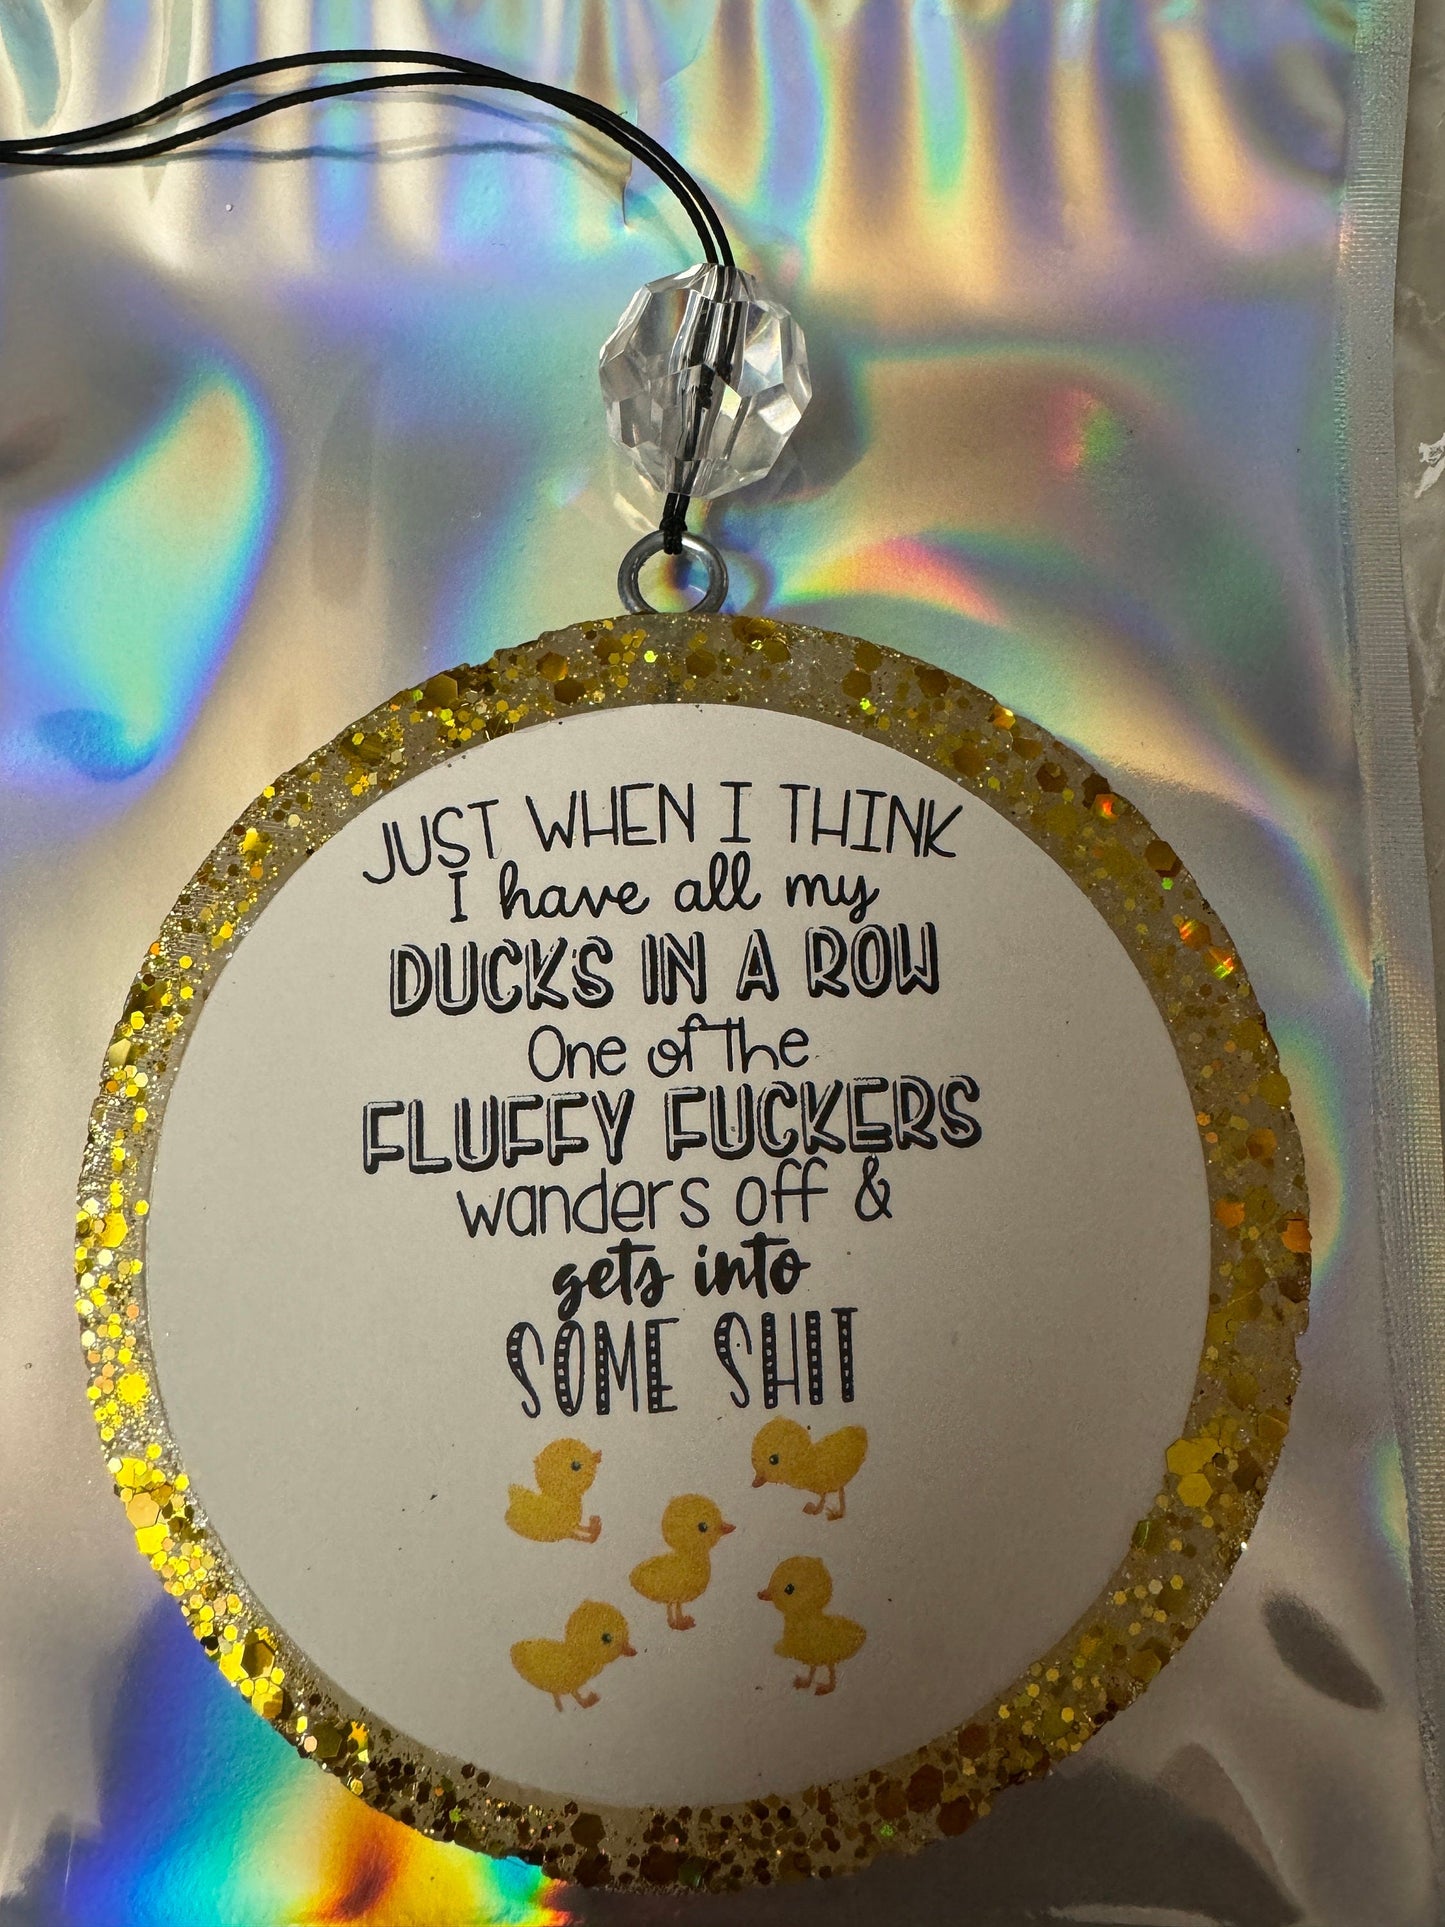 JUST WHEN I THINK
I have all my
DUCKS IN A ROW
One of the
FLUFFY FUCKERS
wanders off &
gets into
SOME SHIT